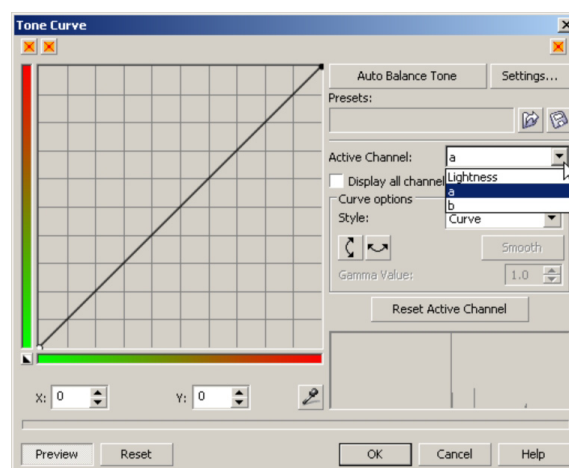 Tone Curve
Auto Balance Tone
Settings...
Presets:
Active Channel:
a
Lightness
a
b
Display all channel
Curve options
Style:
Curve
Smooth
Gamma Value:
1.0
Reset Active Channel
X: 0
Y: 0
Preview
Reset
OK
Cancel
Help